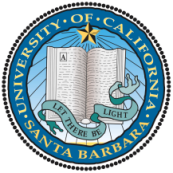 UNIVERSITY · OF · CALIFORNIA
A
LET THERE BE LIGHT
· SANTA BARBARA ·